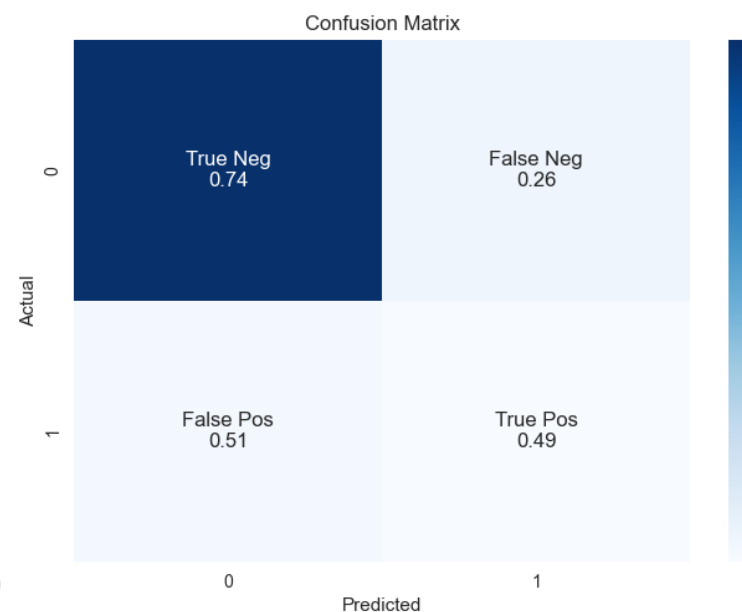 Confusion Matrix
True Neg
0.74
False Neg
0.26
False Pos
0.51
True Pos
0.49
0
1
Actual
0
1
Predicted